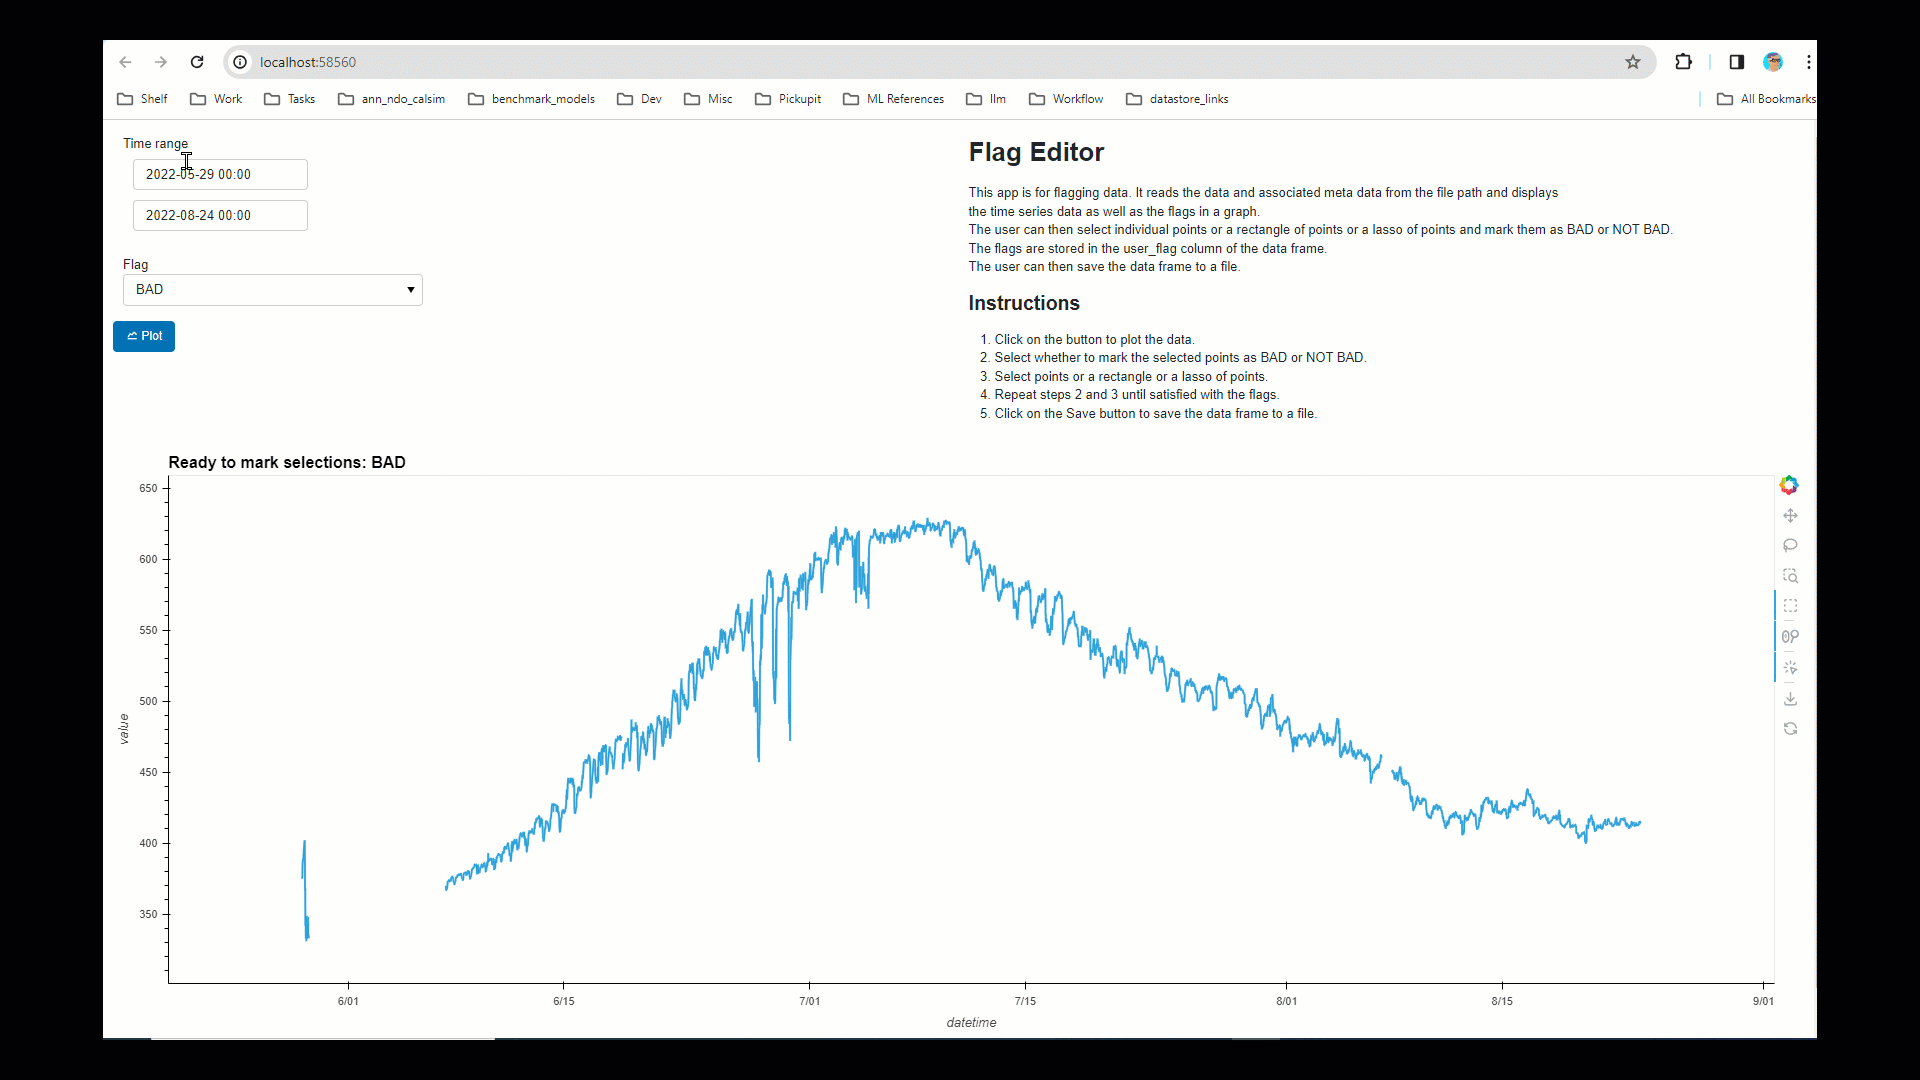 localhost:58560
Shelf Work Tasks ann_ndo_calsim benchmark_models Dev Misc Pickupit ML References llm Workflow datastore_links All Bookmarks
Time range
2022-05-29 00:00
2022-08-24 00:00
Flag
BAD
Plot
Flag Editor
This app is for flagging data. It reads the data and associated meta data from the file path and displays
the time series data as well as the flags in a graph.
The user can then select individual points or a rectangle of points or a lasso of points and mark them as BAD or NOT BAD.
The flags are stored in the user_flag column of the data frame.
The user can then save the data frame to a file.
Instructions
1. Click on the button to plot the data.
2. Select whether to mark the selected points as BAD or NOT BAD.
3. Select points or a rectangle or a lasso of points.
4. Repeat steps 2 and 3 until satisfied with the flags.
5. Click on the Save button to save the data frame to a file.
Ready to mark selections: BAD
650
600
550
500
450
400
350
value
6/01 6/15 7/01 7/15 8/01 8/15 9/01
datetime